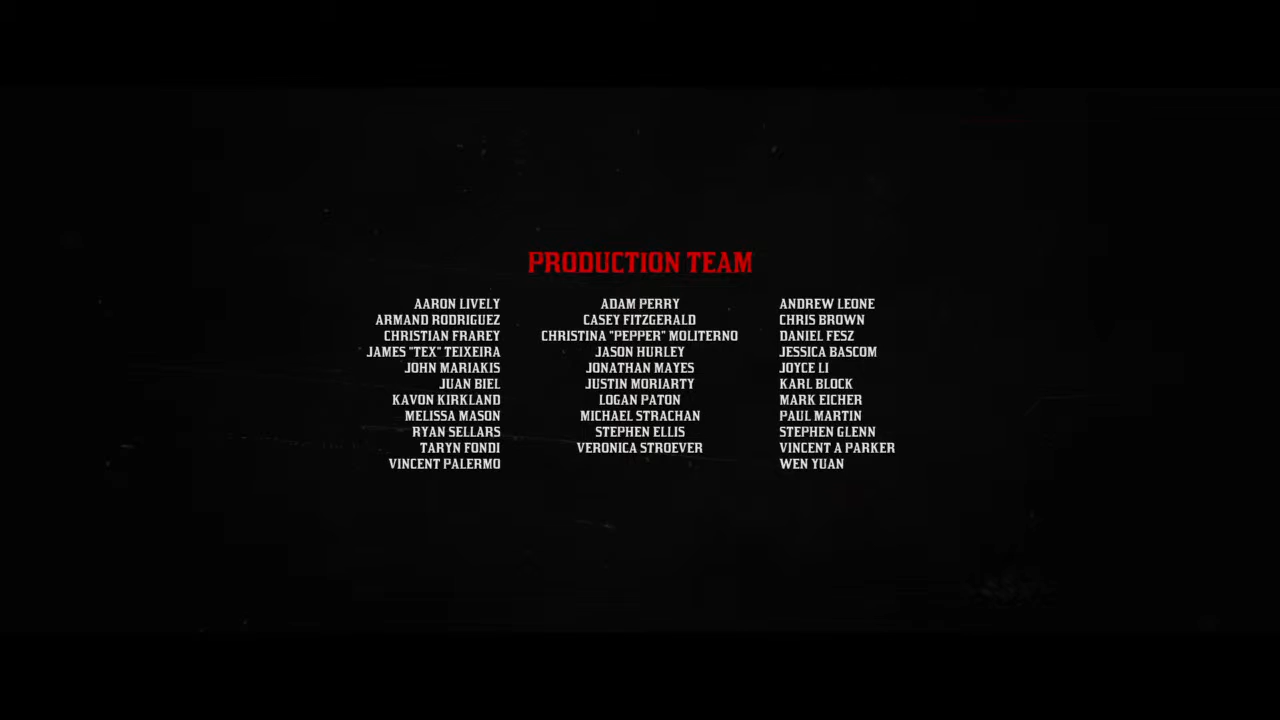 PRODUCTION TEAM
AARON LIVELY ADAM PERRY ANDREW LEONE
ARMAND RODRIGUEZ CASEY FITZGERALD CHRIS BROWN
CHRISTIAN FRAREY CHRISTINA "PEPPER" MOLITERNO DANIEL FESZ
JAMES "TEX" TEIXEIRA JASON HURLEY JESSICA BASCOM
JOHN MARIAKIS JONATHAN MAYES JOYCE LI
JUAN BIEL JUSTIN MORIARTY KARL BLOCK
KAVON KIRKLAND LOGAN PATON MARK EICHER
MELISSA MASON MICHAEL STRACHAN PAUL MARTIN
RYAN SELLARS STEPHEN ELLIS STEPHEN GLENN
TARYN FONDI VERONICA STROEVER VINCENT A PARKER
VINCENT PALERMO WEN YUAN